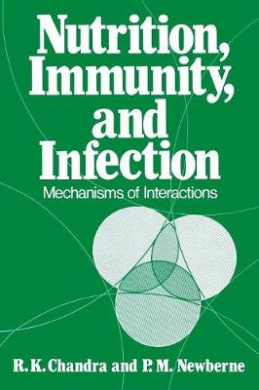 Nutrition,
Immunity,
and
Infection
Mechanisms of Interactions
R. K. Chandra and P. M. Newberne